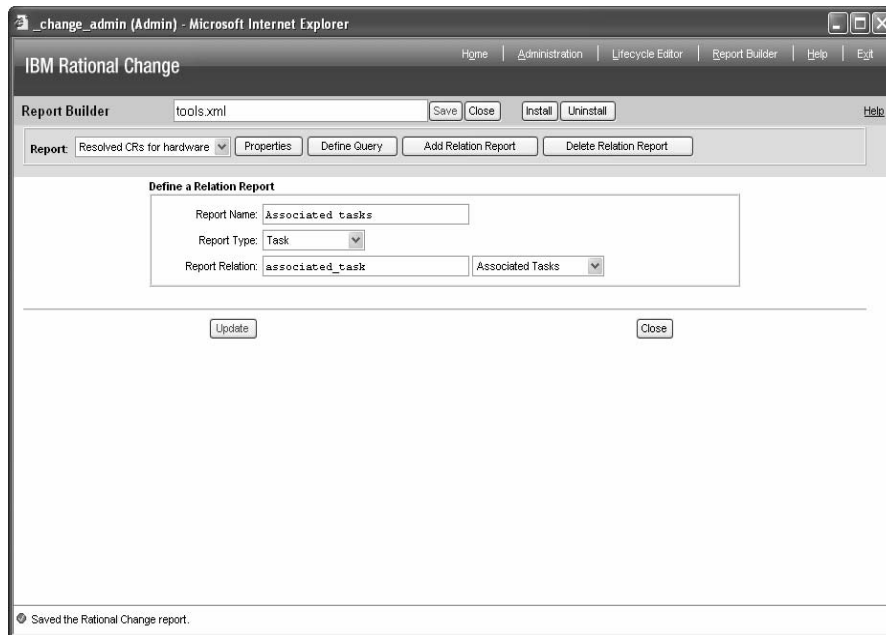 _change_admin (Admin) - Microsoft Internet Explorer
Home | Administration | Lifecycle Editor | Report Builder | Help | Exit
IBM Rational Change
Report Builder tools.xml Save Close Install Uninstall Help
Report: Resolved CRs for hardware Properties Define Query Add Relation Report Delete Relation Report
Define a Relation Report
Report Name: Associated tasks
Report Type: Task
Report Relation: associated_task Associated Tasks
Update Close
Saved the Rational Change report.